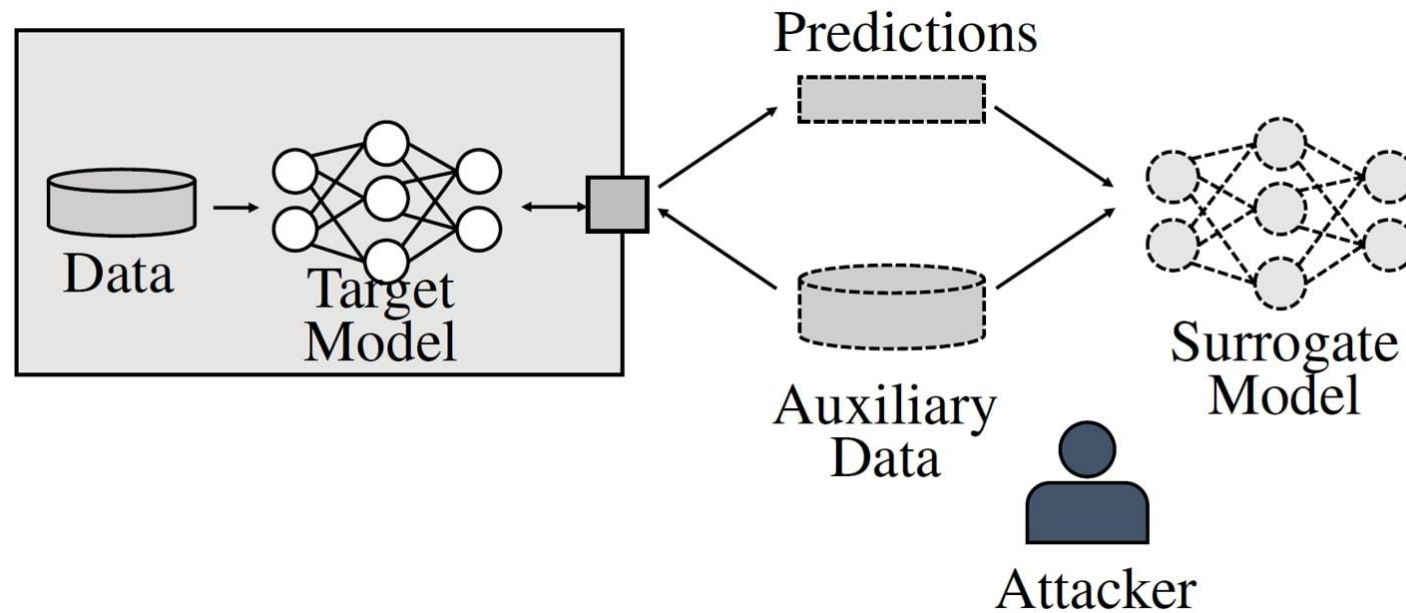 Predictions
Data
Target
Model
Auxiliary
Data
Surrogate
Model
Attacker